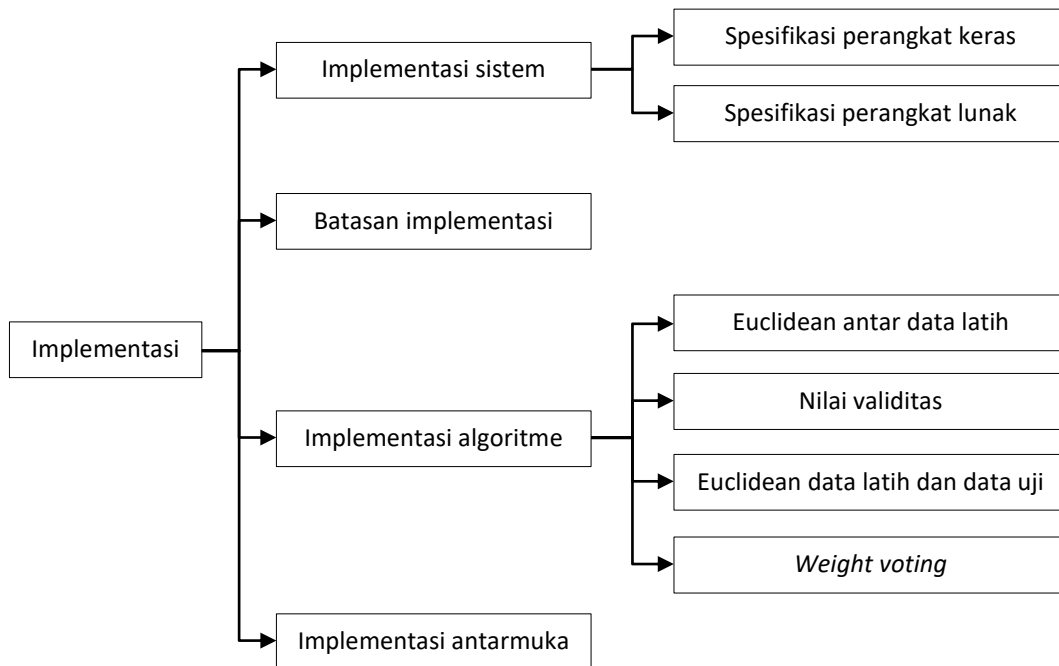 Implementasi
Implementasi sistem
Spesifikasi perangkat keras
Spesifikasi perangkat lunak
Batasan implementasi
Implementasi algoritme
Euclidean antar data latih
Nilai validitas
Euclidean data latih dan data uji
Weight voting
Implementasi antarmuka